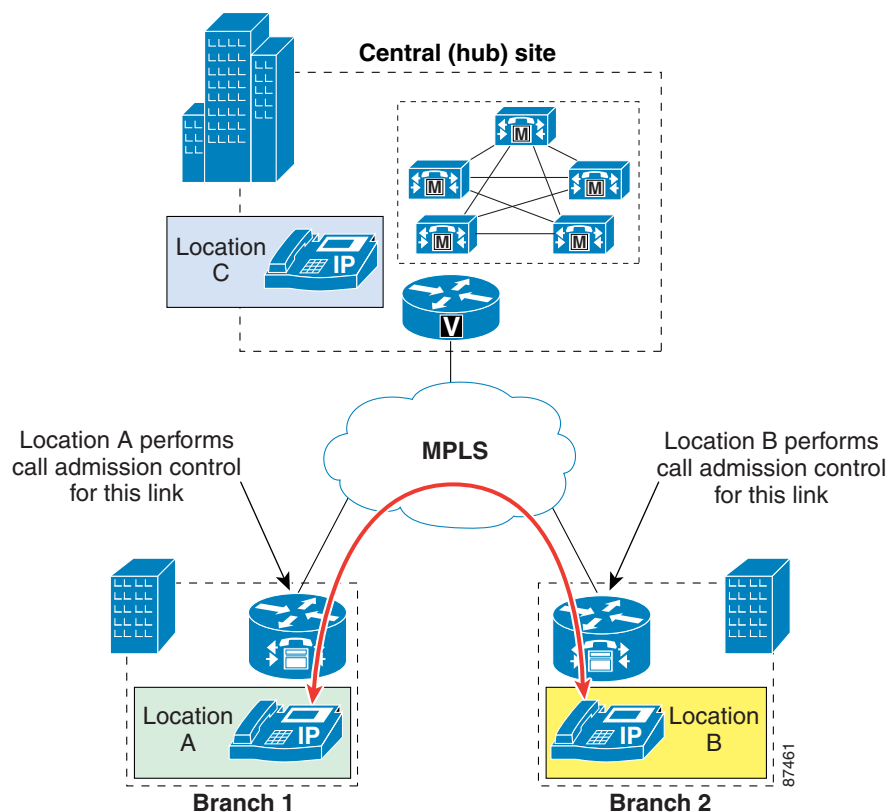 Central (hub) site
M
M
M
M
M
Location
C
IP
V
MPLS
Location A performs
call admission control
for this link
Location B performs
call admission control
for this link
Location
A
IP
IP
Location
B
87461
Branch 1
Branch 2